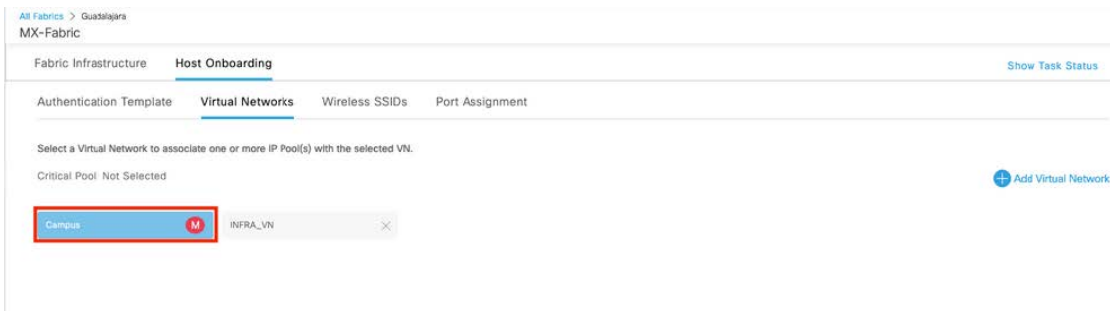 All Fabrics > Guadalajara
MX-Fabric
Fabric Infrastructure Host Onboarding Show Task Status
Authentication Template Virtual Networks Wireless SSIDs Port Assignment
Select a Virtual Network to associate one or more IP Pool(s) with the selected VN.
Critical Pool: Not Selected
Add Virtual Network
Campus M INFRA_VN